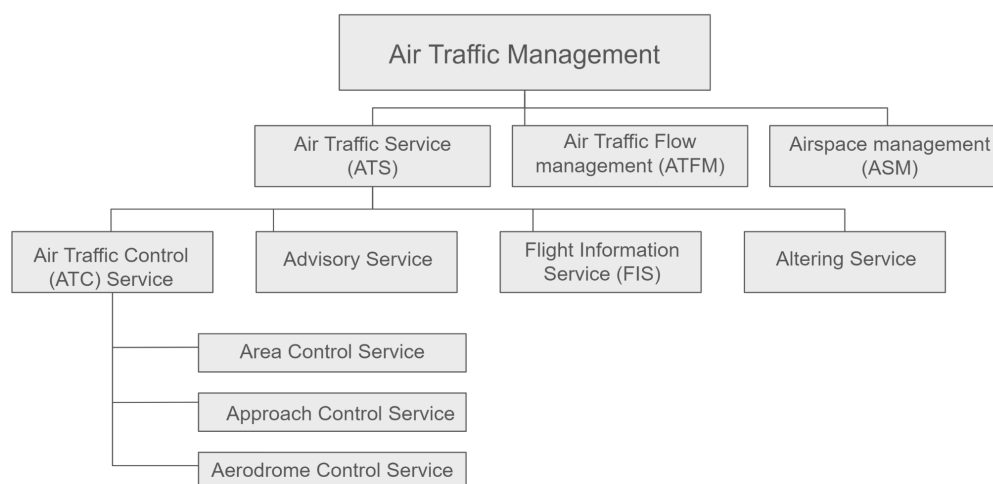 Air Traffic Management
Air Traffic Service
(ATS)
Air Traffic Flow
management (ATFM)
Airspace management
(ASM)
Air Traffic Control
(ATC) Service
Advisory Service
Flight Information
Service (FIS)
Altering Service
Area Control Service
Approach Control Service
Aerodrome Control Service